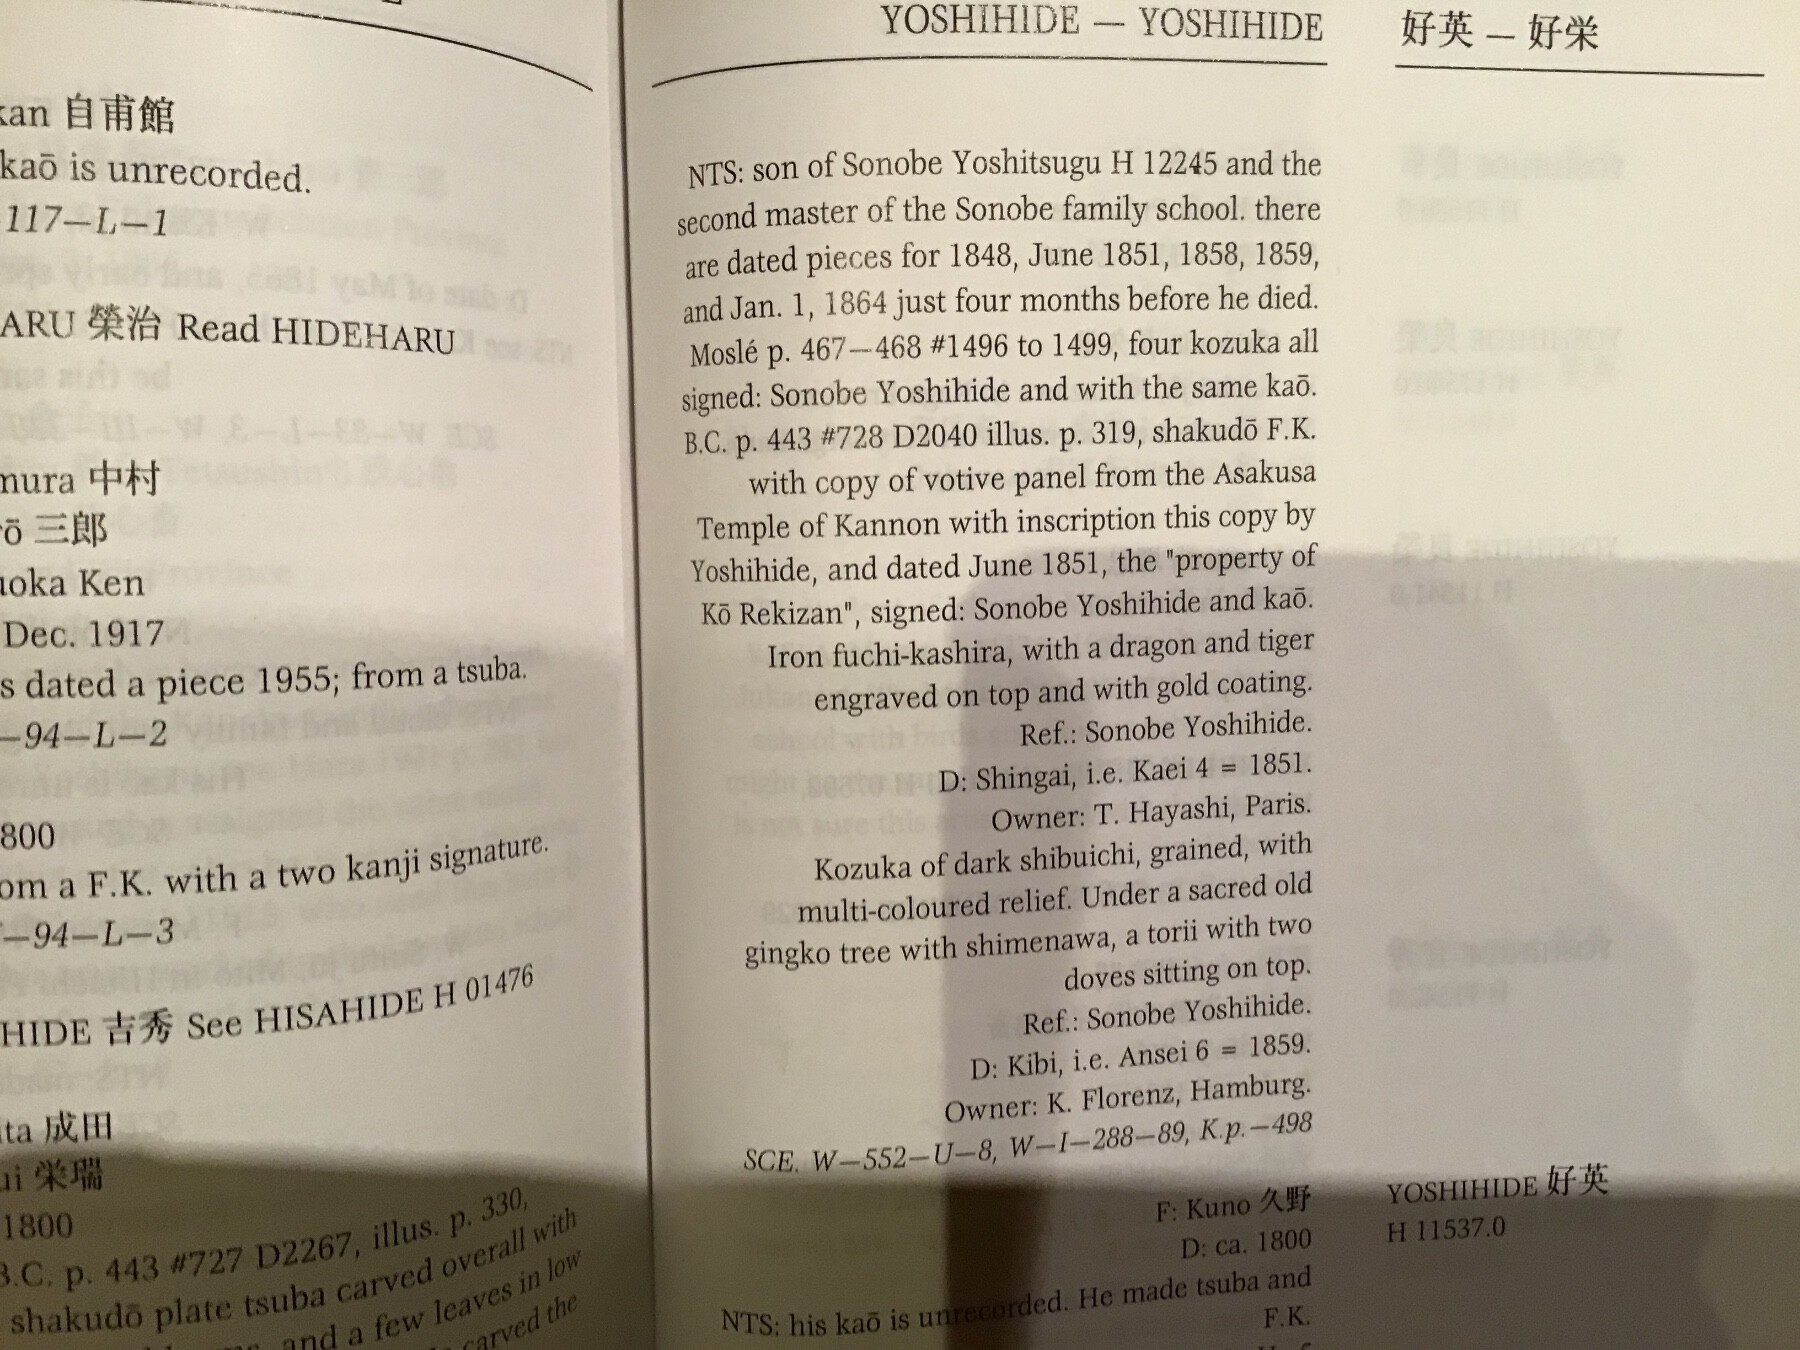 kan 自甫館
kaō is unrecorded.
117—L—1
ARU 榮治 Read HIDEHARU
mura 中村
rō 三郎
uoka Ken
Dec. 1917
s dated a piece 1955; from a tsuba.
—94—L—2
800
om a F.K. with a two kanji signature.
—94—L—3
HIDE 吉秀 See HISAHIDE H 01476
ita 成田
ui 栄瑞
1800
B.C. p. 443 #727 D2267, illus. p. 330,
shakudō plate tsuba carved overall with
and a few leaves in low
carved the
YOSHIHIDE — YOSHIHIDE 好英 — 好栄
NTS: son of Sonobe Yoshitsugu H 12245 and the
second master of the Sonobe family school. there
are dated pieces for 1848, June 1851, 1858, 1859,
and Jan. 1, 1864 just four months before he died.
Moslé p. 467—468 #1496 to 1499, four kozuka all
signed: Sonobe Yoshihide and with the same kaō.
B.C. p. 443 #728 D2040 illus. p. 319, shakudō F.K.
with copy of votive panel from the Asakusa
Temple of Kannon with inscription this copy by
Yoshihide, and dated June 1851, the "property of
Kō Rekizan", signed: Sonobe Yoshihide and kaō.
Iron fuchi-kashira, with a dragon and tiger
engraved on top and with gold coating.
Ref.: Sonobe Yoshihide.
D: Shingai, i.e. Kaei 4 = 1851.
Owner: T. Hayashi, Paris.
Kozuka of dark shibuichi, grained, with
multi-coloured relief. Under a sacred old
gingko tree with shimenawa, a torii with two
doves sitting on top.
Ref.: Sonobe Yoshihide.
D: Kibi, i.e. Ansei 6 = 1859.
Owner: K. Florenz, Hamburg.
SCE. W—552—U—8, W—I—288—89, K.p.—498
F: Kuno 久野 YOSHIHIDE 好英
D: ca. 1800 H 11537.0
NTS: his kaō is unrecorded. He made tsuba and
F.K.